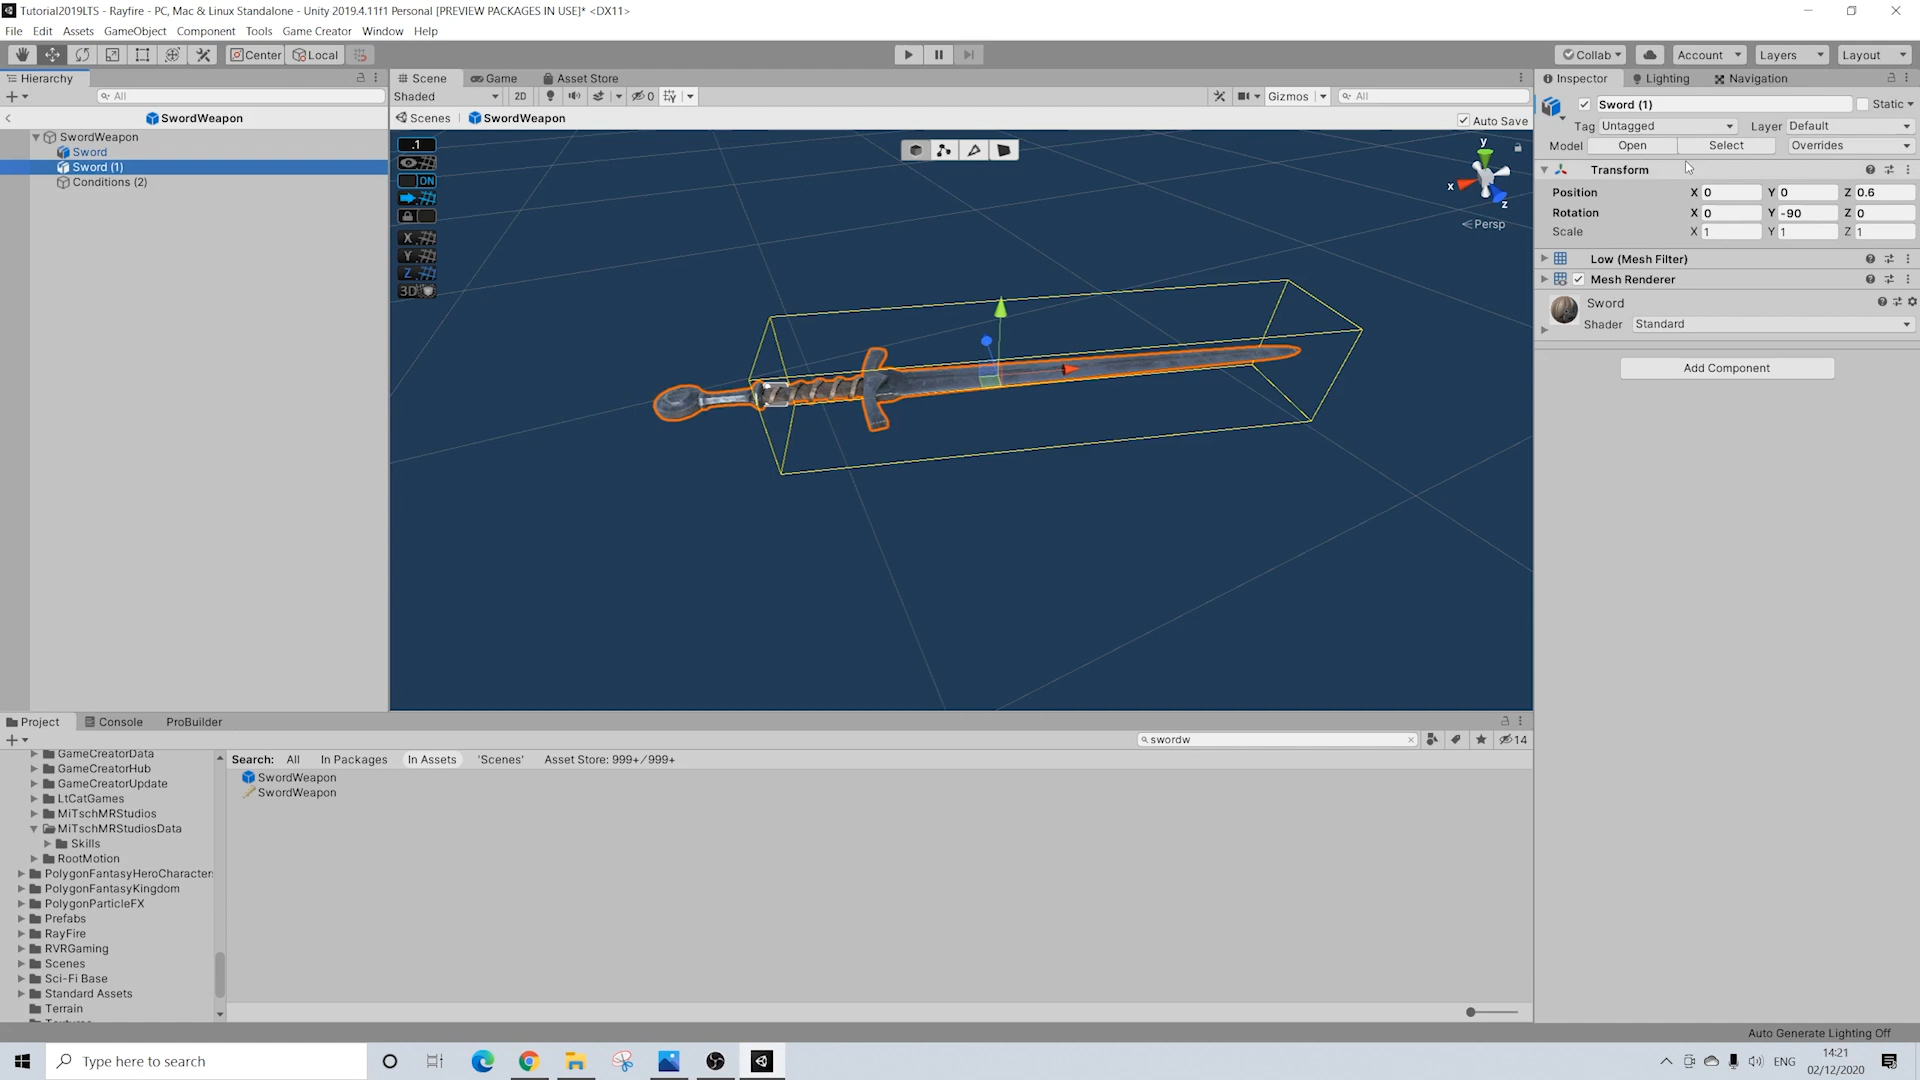 Tutorial2019LTS - Rayfire - PC, Mac & Linux Standalone - Unity 2019.4.11f1 Personal [PREVIEW PACKAGES IN USE]* <DX11>
File Edit Assets GameObject Component Tools Game Creator Window Help
Center Local Collab Account Layers Layout
Hierarchy Scene Game Asset Store Inspector Lighting Navigation
All Shaded 2D 0 Gizmos All Sword (1) Static
SwordWeapon Scenes SwordWeapon Auto Save Tag Untagged Layer Default
SwordWeapon .1 y Model Open Select Overrides
Sword
Sword (1) ON x Transform
Conditions (2) z Position X 0 Y 0 Z 0.6
Rotation X 0 Y -90 Z 0
X Persp Scale X 1 Y 1 Z 1
Y Low (Mesh Filter)
Z Mesh Renderer
3D Sword
Shader Standard
Add Component
Project Console ProBuilder
swordw 14
GameCreatorData Search: All In Packages In Assets 'Scenes' Asset Store: 999+/999+
GameCreatorHub SwordWeapon
GameCreatorUpdate SwordWeapon
LtCatGames
MiTschMRStudios
MiTschMRStudiosData
Skills
RootMotion
PolygonFantasyHeroCharacter
PolygonFantasyKingdom
PolygonParticleFX
Prefabs
RayFire
RVRGaming
Scenes
Sci-Fi Base
Standard Assets
Terrain
Auto Generate Lighting Off
Type here to search ENG 14:21
02/12/2020